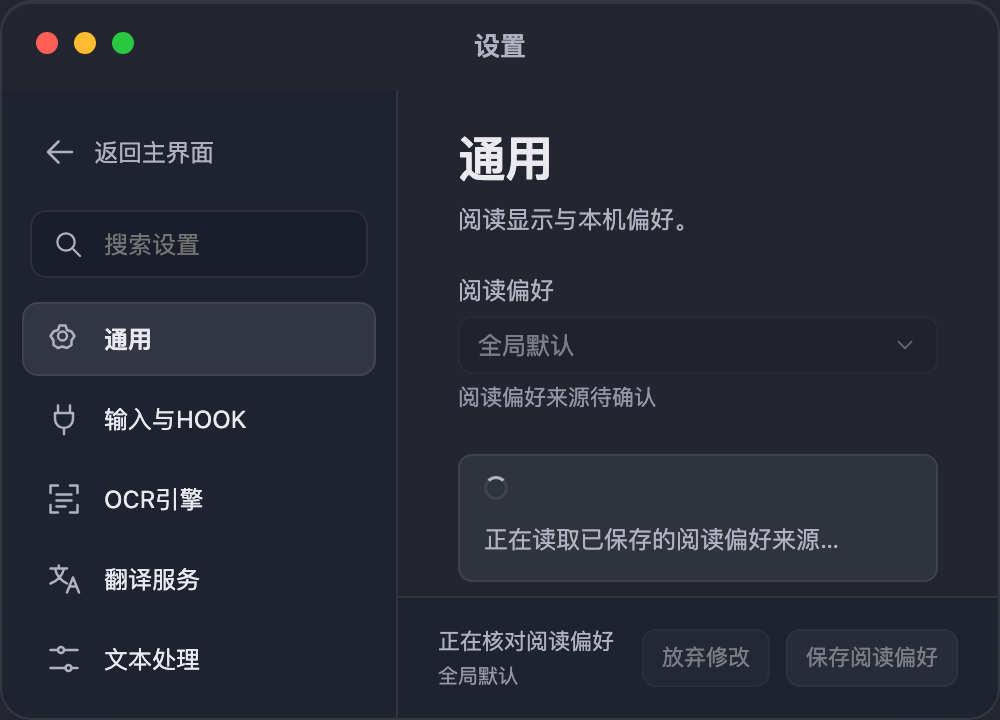 设置
返回主界面
搜索设置
通用
输入与HOOK
OCR引擎
翻译服务
文本处理
通用
阅读显示与本机偏好。
阅读偏好
全局默认
阅读偏好来源待确认
正在读取已保存的阅读偏好来源...
正在核对阅读偏好
全局默认
放弃修改
保存阅读偏好